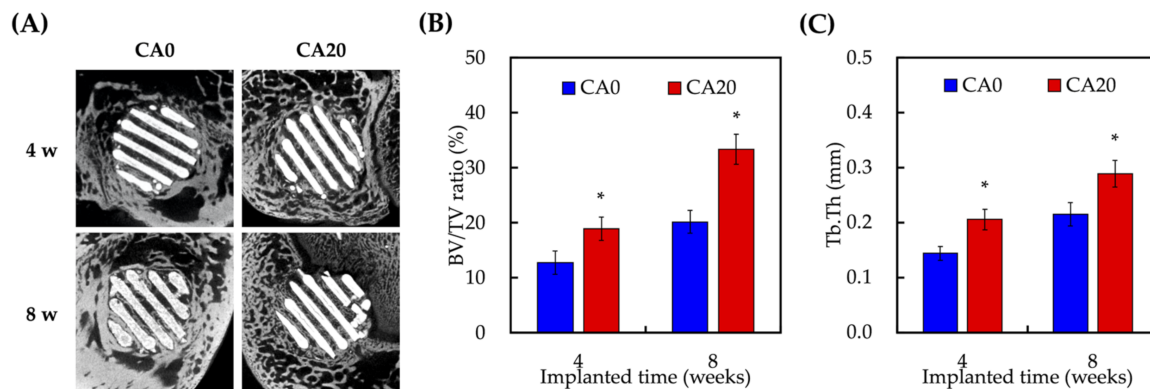 (A)
CA0 CA20
4 w
8 w
(B)
BV/TV ratio (%)
50
40
30
20
10
0
CA0 CA20
*
*
4 8
Implanted time (weeks)
(C)
Tb.Th (mm)
0.5
0.4
0.3
0.2
0.1
0.0
CA0 CA20
*
*
4 8
Implanted time (weeks)